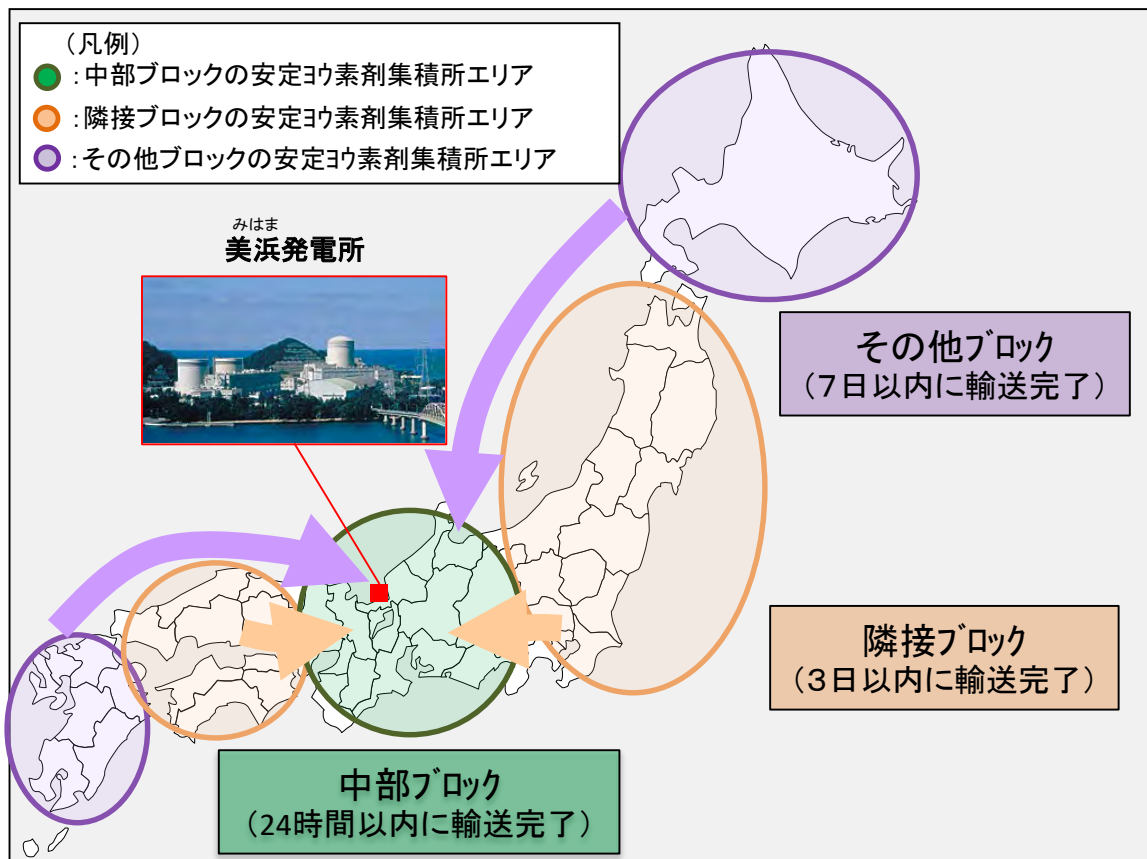 (凡例)
：中部ブロックの安定ﾖｳ素剤集積所エリア
：隣接ブロックの安定ﾖｳ素剤集積所エリア
：その他ブロックの安定ﾖｳ素剤集積所エリア
みはま
美浜発電所
その他ﾌﾞﾛｯｸ
（７日以内に輸送完了）
隣接ﾌﾞﾛｯｸ
（３日以内に輸送完了）
中部ﾌﾞﾛｯｸ
（24時間以内に輸送完了）